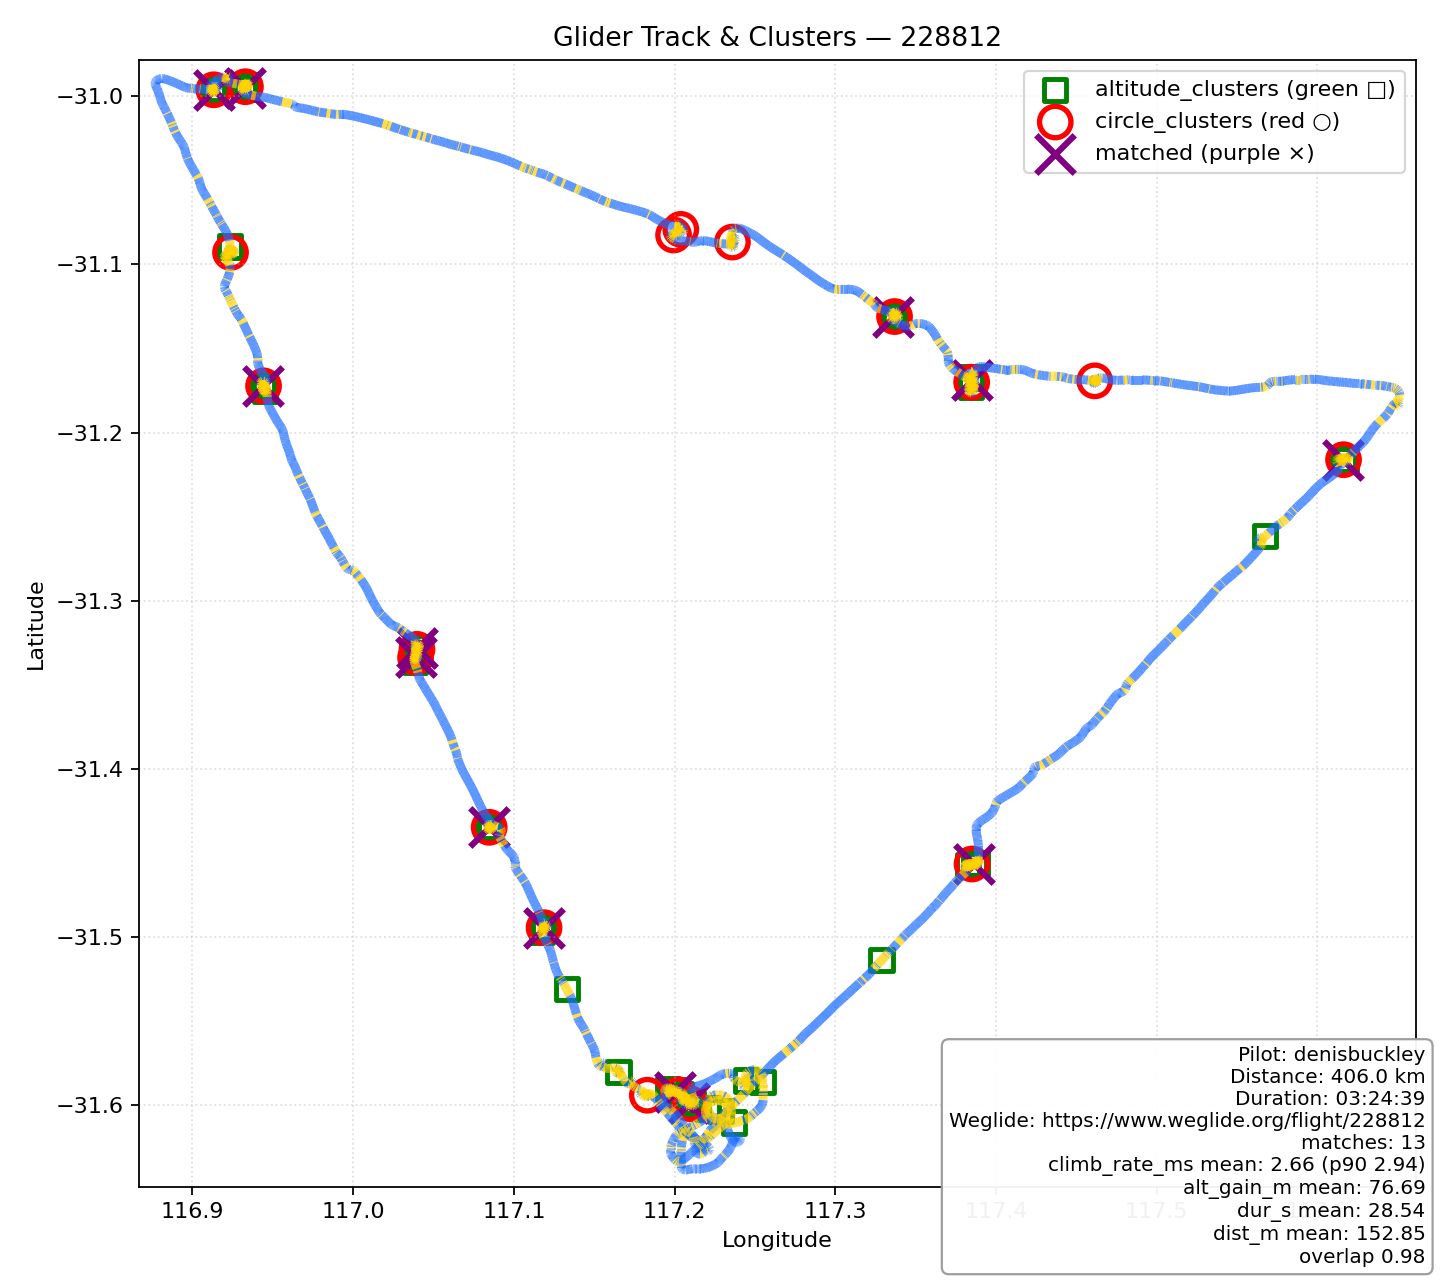 Glider Track & Clusters — 228812
altitude_clusters (green □)
circle_clusters (red ○)
matched (purple ×)
−31.0
−31.1
−31.2
−31.3
−31.4
−31.5
−31.6
Latitude
116.9
117.0
117.1
117.2
117.3
117.4
117.5
Longitude
Pilot: denisbuckley
Distance: 406.0 km
Duration: 03:24:39
Weglide: https://www.weglide.org/flight/228812
matches: 13
climb_rate_ms mean: 2.66 (p90 2.94)
alt_gain_m mean: 76.69
dur_s mean: 28.54
dist_m mean: 152.85
overlap 0.98